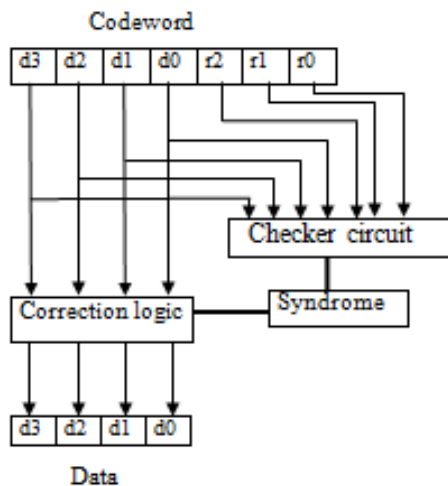 Codeword
d3 d2 d1 d0 r2 r1 r0
Checker circuit
Syndrome
Correction logic
d3 d2 d1 d0
Data